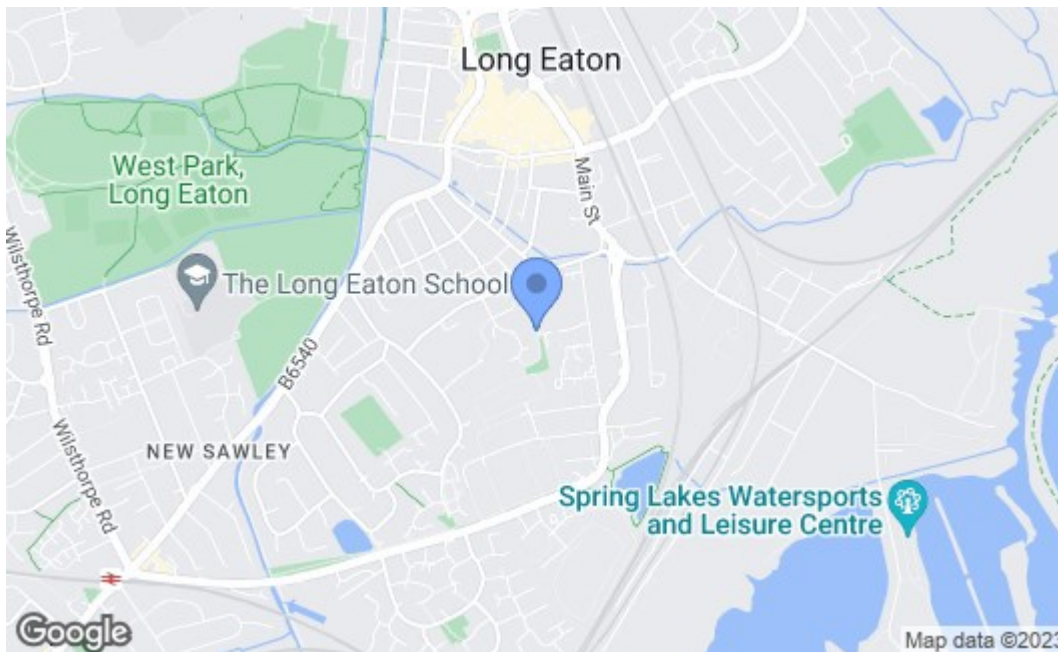 Long Eaton
West Park,
Long Eaton
Main St
Wilsthorpe Rd
The Long Eaton School
B6540
NEW SAWLEY
Wilsthorpe Rd
Spring Lakes Watersports
and Leisure Centre
Google
Map data ©2023